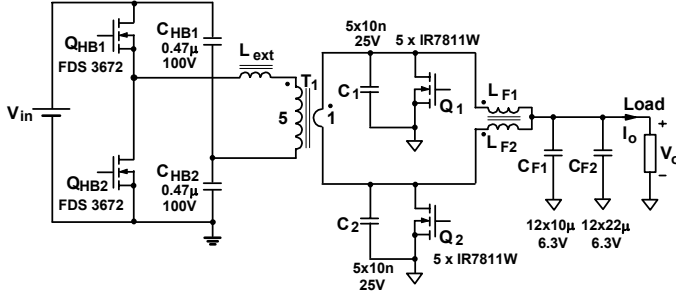 Q_HB1
FDS 3672
C_HB1
0.47µ
100V
L_ext
T_1
5
1
V_in
Q_HB2
FDS 3672
C_HB2
0.47µ
100V
5x10n
25V
5 x IR7811W
C_1
Q_1
L_F1
L_F2
Load
I_o
+
V_o
−
C_F1
C_F2
12x10µ
6.3V
12x22µ
6.3V
C_2
Q_2
5x10n
25V
5 x IR7811W